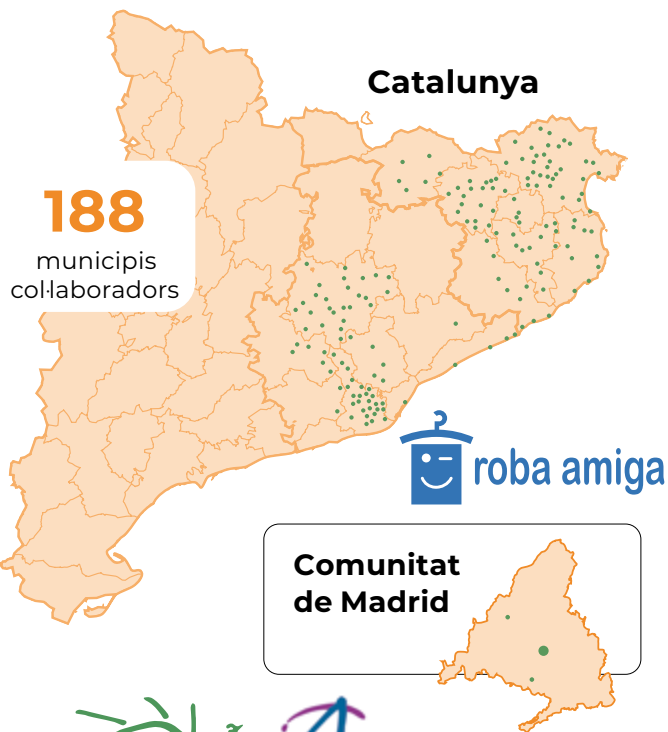 Catalunya
188
municipis
col·laboradors
roba amiga
Comunitat
de Madrid